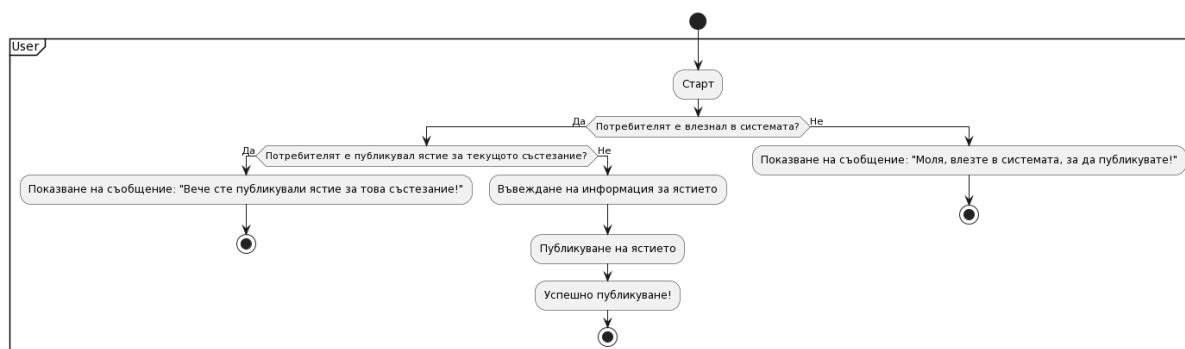 User
Старт
Да
Потребителят е влезнал в системата?
Не
Да
Потребителят е публикувал ястие за текущото състезание?
Не
Показване на съобщение: "Моля, влезте в системата, за да публикувате!"
Показване на съобщение: "Вече сте публикували ястие за това състезание!"
Въвеждане на информация за ястието
Публикуване на ястието
Успешно публикуване!